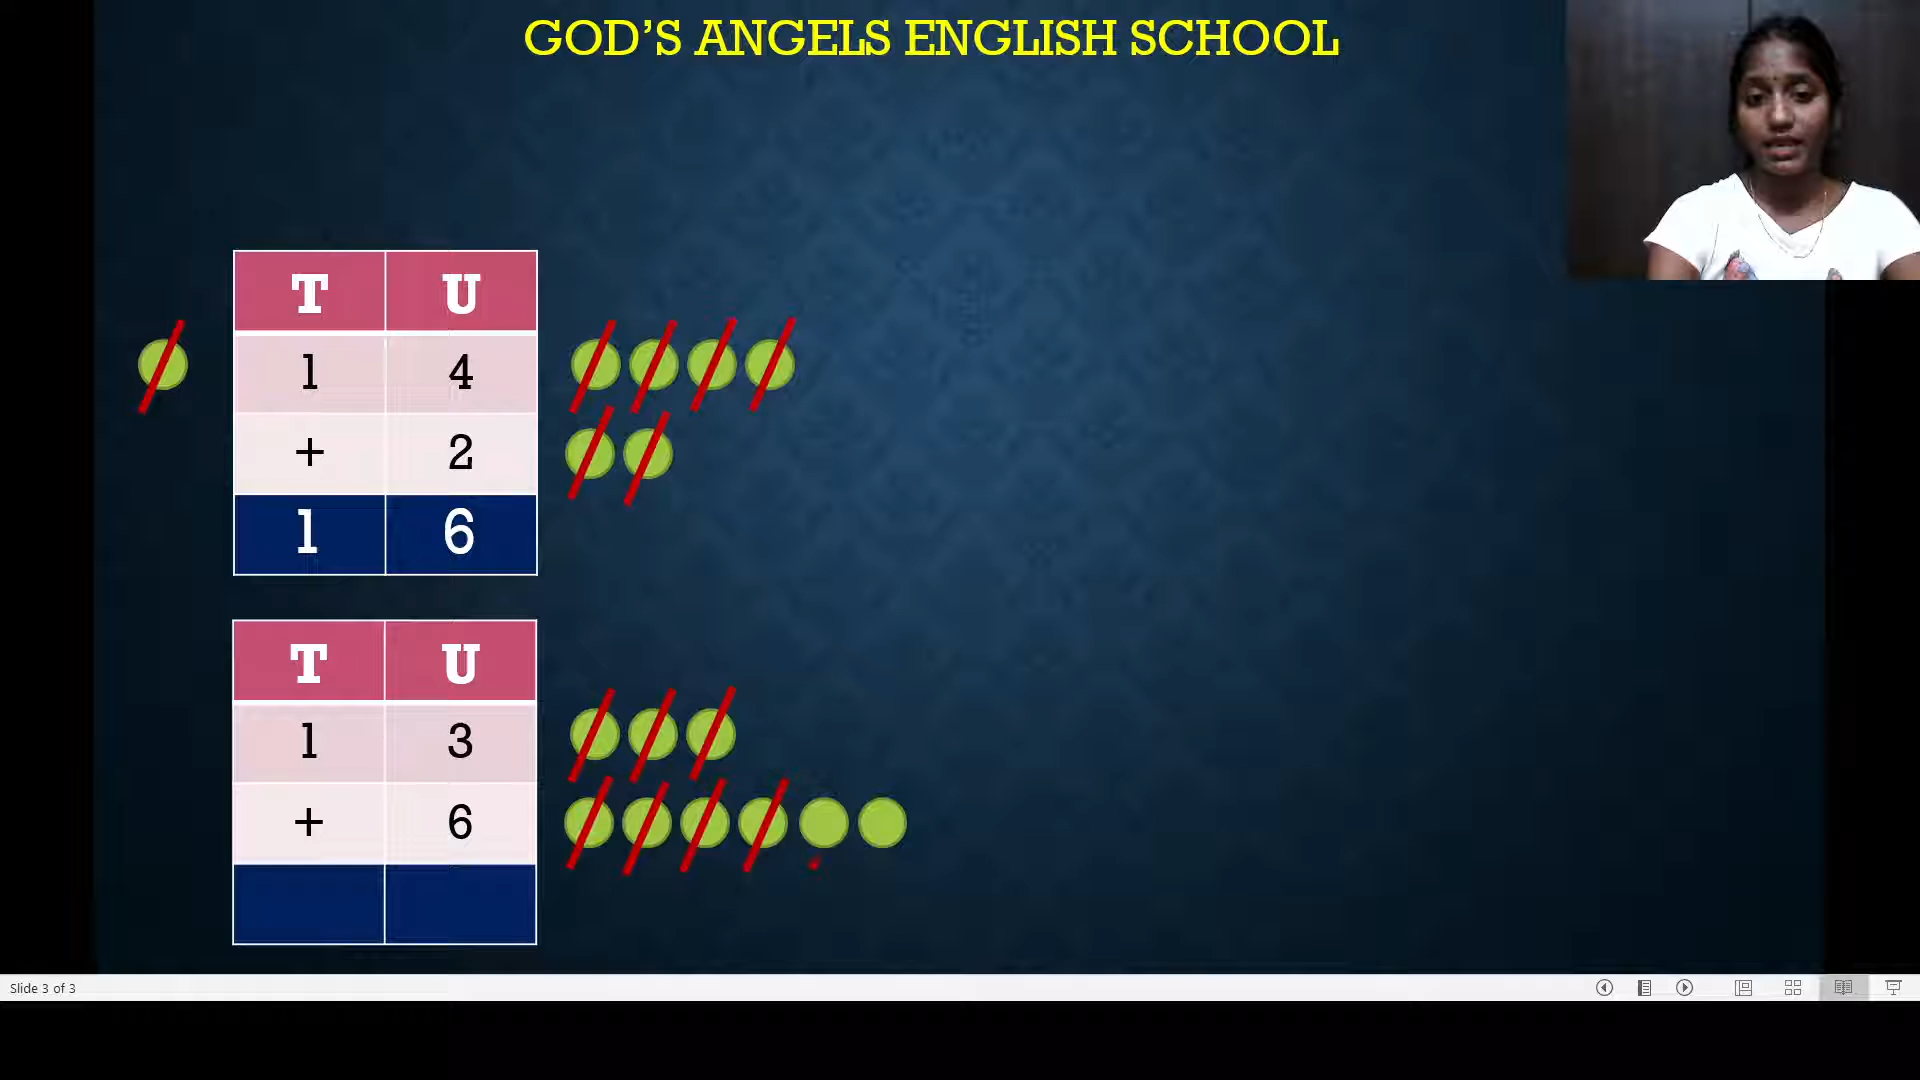 GOD'S ANGELS ENGLISH SCHOOL
T U
1 4
+ 2
1 6
T U
1 3
+ 6
Slide 3 of 3